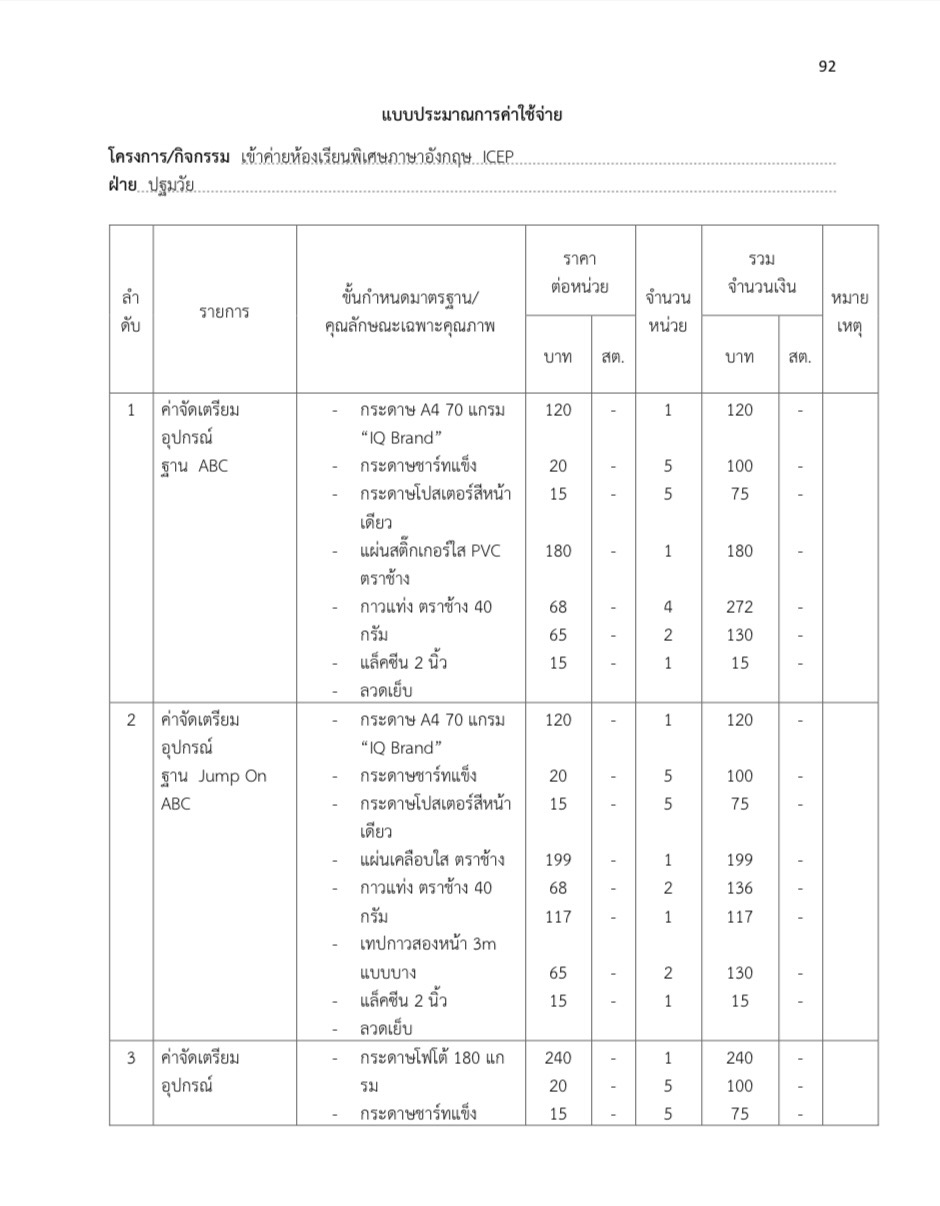 92
แบบประมาณการค่าใช้จ่าย
โครงการ/กิจกรรม เข้าค่ายห้องเรียนพิเศษภาษาอังกฤษ ICEP
ฝ่าย ปฐมวัย
ลำ
ดับ
รายการ
ขั้นกำหนดมาตรฐาน/
คุณลักษณะเฉพาะคุณภาพ
ราคา
ต่อหน่วย
บาท สต.
จำนวน
หน่วย
รวม
จำนวนเงิน
บาท สต.
หมาย
เหตุ
1 ค่าจัดเตรียม - กระดาษ A4 70 แกรม 120 - 1 120 -
อุปกรณ์ “IQ Brand”
ฐาน ABC - กระดาษชาร์ทแข็ง 20 - 5 100 -
- กระดาษโปสเตอร์สีหน้า 15 - 5 75 -
เดียว
- แผ่นสติ๊กเกอร์ใส PVC 180 - 1 180 -
ตราช้าง
- กาวแท่ง ตราช้าง 40 68 - 4 272 -
กรัม 65 - 2 130 -
- แล็คซีน 2 นิ้ว 15 - 1 15 -
- ลวดเย็บ
2 ค่าจัดเตรียม - กระดาษ A4 70 แกรม 120 - 1 120 -
อุปกรณ์ “IQ Brand”
ฐาน Jump On - กระดาษชาร์ทแข็ง 20 - 5 100 -
ABC - กระดาษโปสเตอร์สีหน้า 15 - 5 75 -
เดียว
- แผ่นเคลือบใส ตราช้าง 199 - 1 199 -
- กาวแท่ง ตราช้าง 40 68 - 2 136 -
กรัม 117 - 1 117 -
- เทปกาวสองหน้า 3m
แบบบาง 65 - 2 130 -
- แล็คซีน 2 นิ้ว 15 - 1 15 -
- ลวดเย็บ
3 ค่าจัดเตรียม - กระดาษโฟโต้ 180 แก 240 - 1 240 -
อุปกรณ์ รม 20 - 5 100 -
- กระดาษชาร์ทแข็ง 15 - 5 75 -